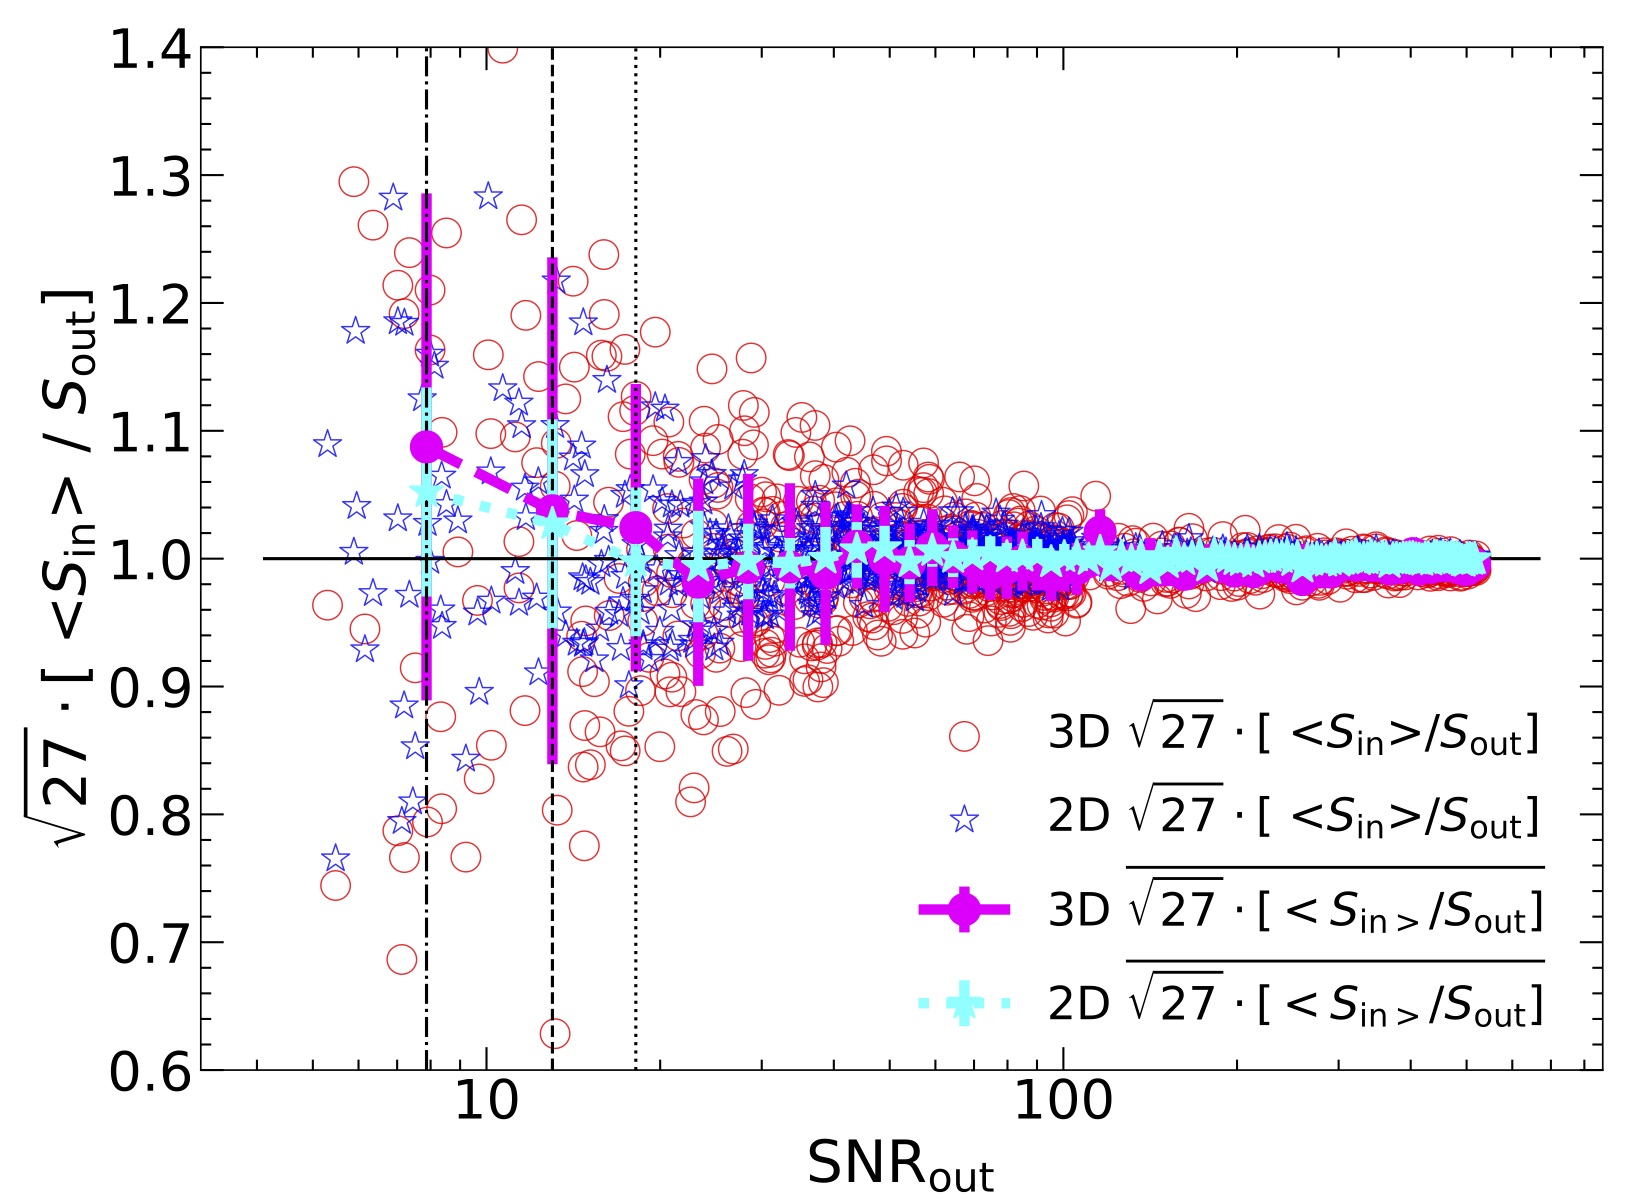 1.4
1.3
1.2
1.1
1.0
0.9
0.8
0.7
0.6
√27 · [ <S_in> / S_out]
10
100
SNR_out
3D √27 · [ <S_in>/S_out]
2D √27 · [ <S_in>/S_out]
3D √27 · [ < S_in >/S_out]
2D √27 · [ < S_in >/S_out]